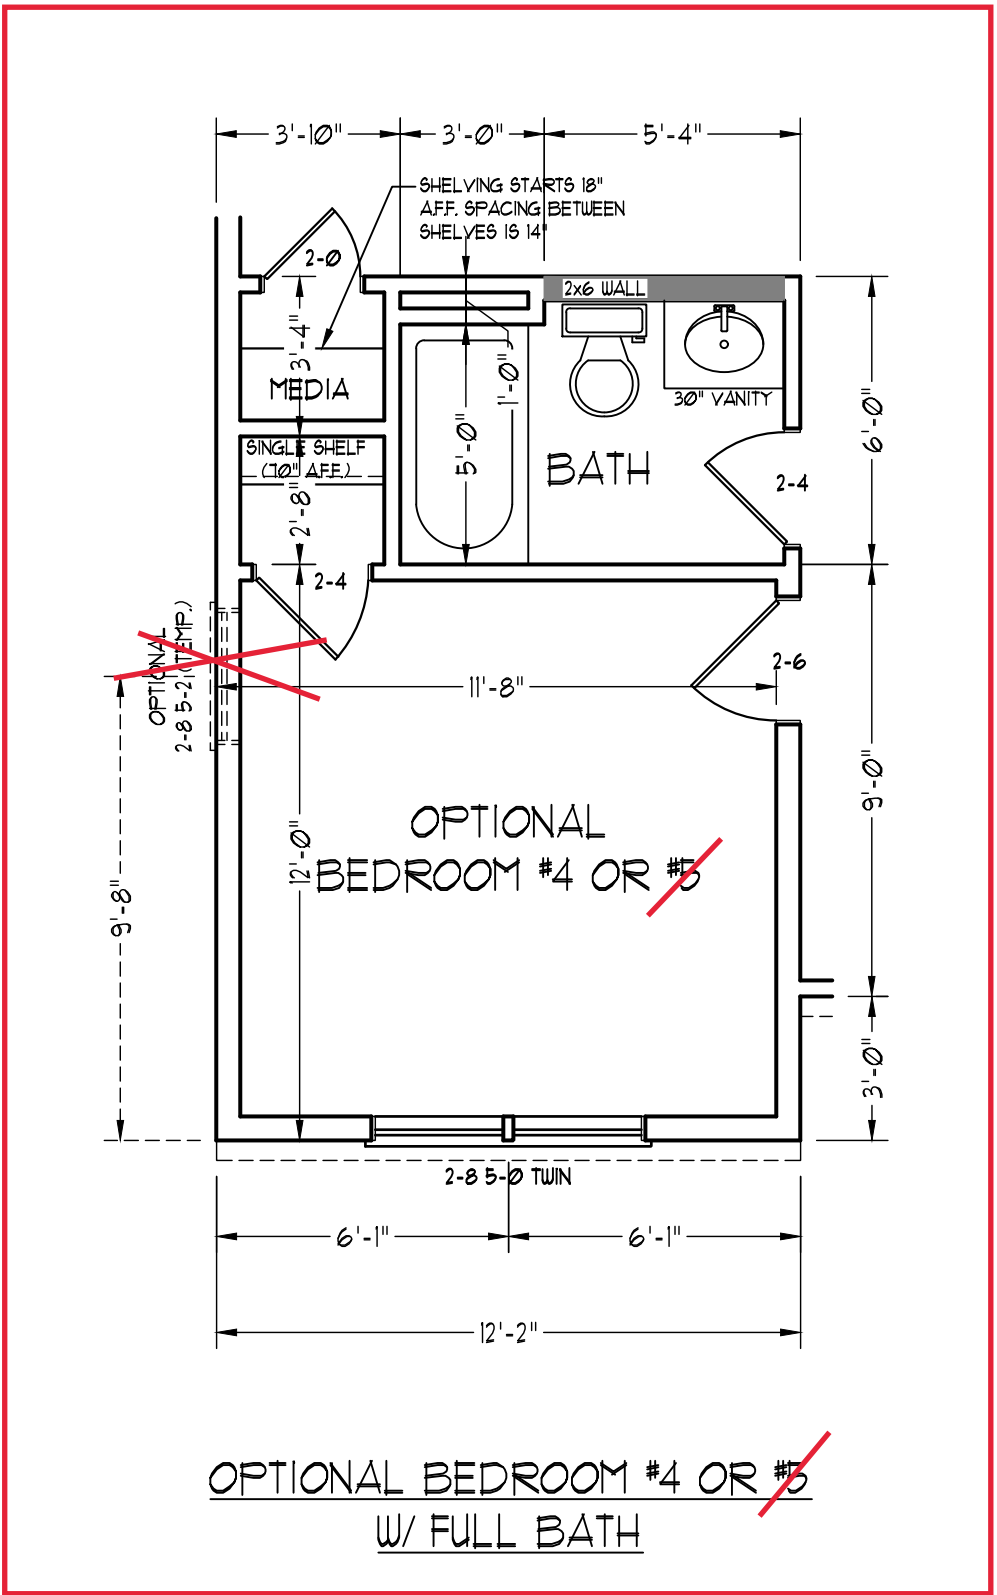 3'-10"
3'-0"
5'-4"
SHELVING STARTS 18"
A.F.F. SPACING BETWEEN
SHELVES IS 14"
2-0
2x6 WALL
3'-4"
1'-0"
MEDIA
30" VANITY
6'-0"
SINGLE SHELF
(70" A.F.F.)
5'-0"
BATH
2-4
2'-8"
2-4
OPTIONAL
2-8 5-2 (TEMP.)
2-6
11'-8"
9'-0"
OPTIONAL
BEDROOM #4 OR #5
12'-0"
9'-8"
3'-0"
2-8 5-0 TWIN
6'-1"
6'-1"
12'-2"
OPTIONAL BEDROOM #4 OR #5
W/ FULL BATH